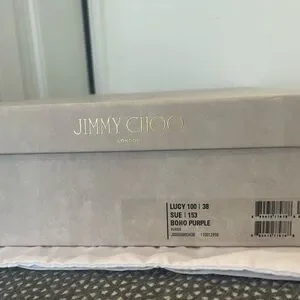 JIMMY CHOO
LONDON
LUCY 100 | 38
SUE | 153
BOHO PURPLE